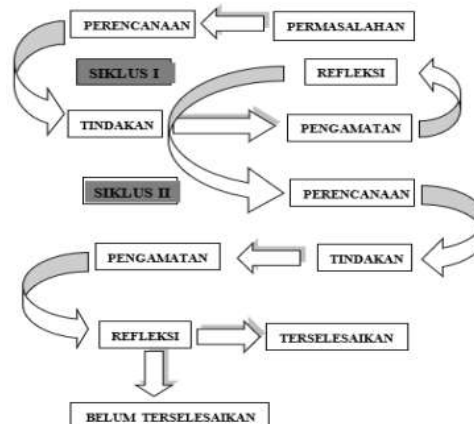 PERENCANAAN
PERMASALAHAN
SIKLUS I
REFLEKSI
TINDAKAN
PENGAMATAN
SIKLUS II
PERENCANAAN
PENGAMATAN
TINDAKAN
REFLEKSI
TERSELESAIKAN
BELUM TERSELESAIKAN